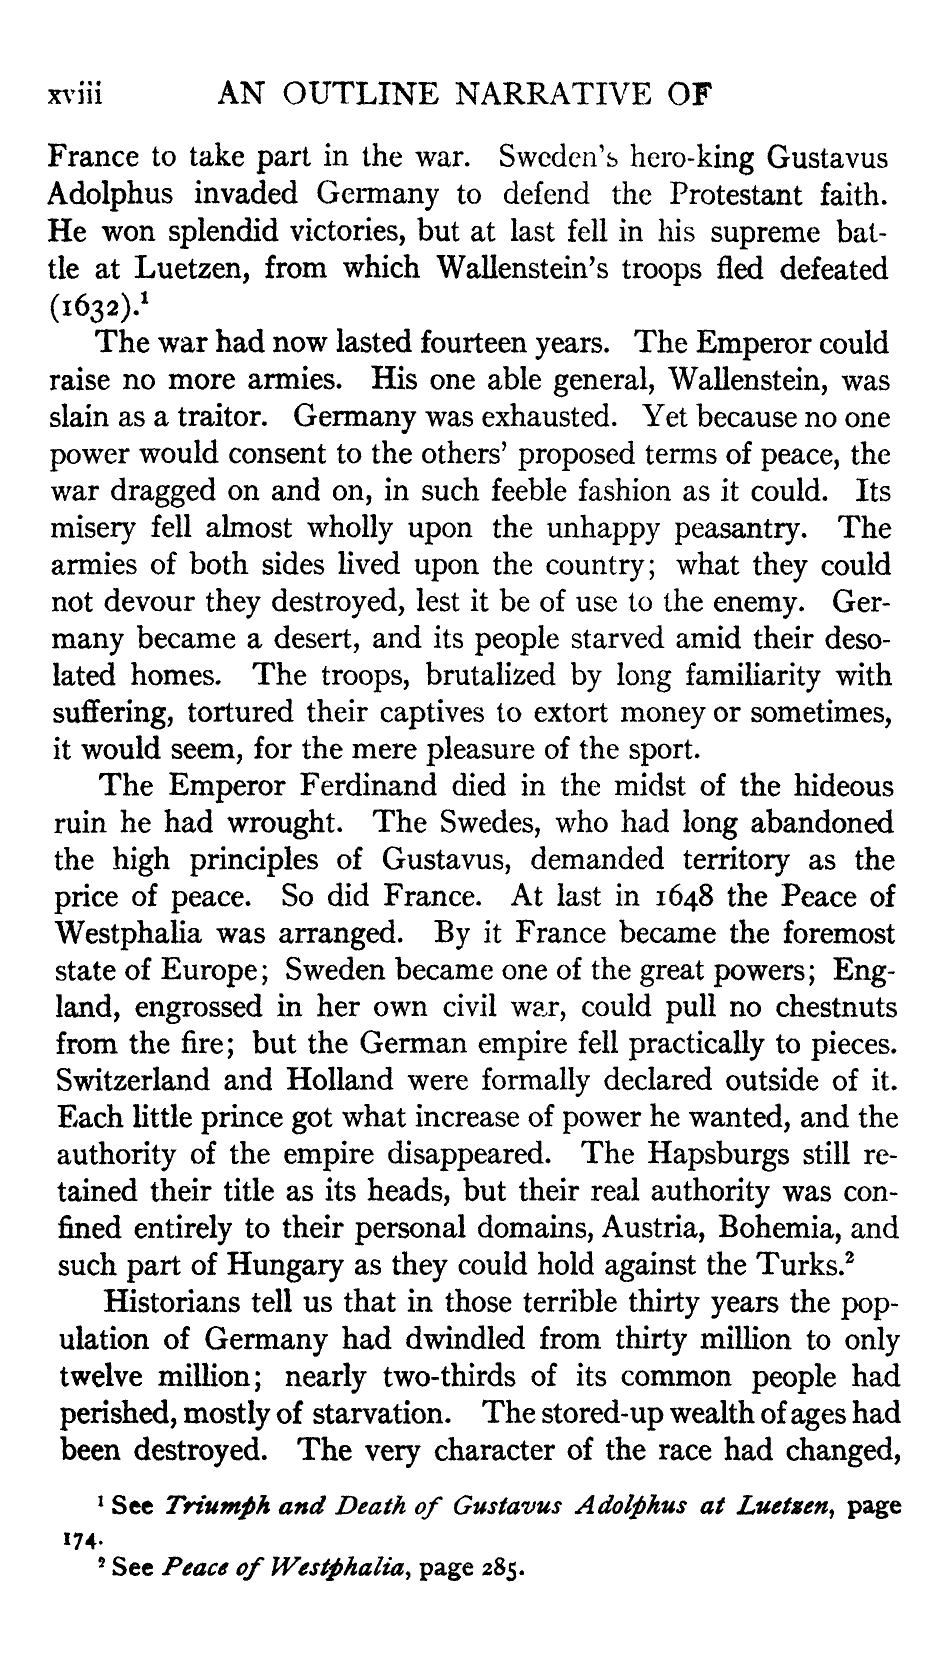 xviii AN OUTLINE NARRATIVE OF
France to take part in the war. Sweden's hero-king Gustavus
Adolphus invaded Germany to defend the Protestant faith.
He won splendid victories, but at last fell in his supreme bat-
tle at Luetzen, from which Wallenstein's troops fled defeated
(1632).¹
The war had now lasted fourteen years. The Emperor could
raise no more armies. His one able general, Wallenstein, was
slain as a traitor. Germany was exhausted. Yet because no one
power would consent to the others' proposed terms of peace, the
war dragged on and on, in such feeble fashion as it could. Its
misery fell almost wholly upon the unhappy peasantry. The
armies of both sides lived upon the country; what they could
not devour they destroyed, lest it be of use to the enemy. Ger-
many became a desert, and its people starved amid their deso-
lated homes. The troops, brutalized by long familiarity with
suffering, tortured their captives to extort money or sometimes,
it would seem, for the mere pleasure of the sport.
The Emperor Ferdinand died in the midst of the hideous
ruin he had wrought. The Swedes, who had long abandoned
the high principles of Gustavus, demanded territory as the
price of peace. So did France. At last in 1648 the Peace of
Westphalia was arranged. By it France became the foremost
state of Europe; Sweden became one of the great powers; Eng-
land, engrossed in her own civil war, could pull no chestnuts
from the fire; but the German empire fell practically to pieces.
Switzerland and Holland were formally declared outside of it.
Each little prince got what increase of power he wanted, and the
authority of the empire disappeared. The Hapsburgs still re-
tained their title as its heads, but their real authority was con-
fined entirely to their personal domains, Austria, Bohemia, and
such part of Hungary as they could hold against the Turks.²
Historians tell us that in those terrible thirty years the pop-
ulation of Germany had dwindled from thirty million to only
twelve million; nearly two-thirds of its common people had
perished, mostly of starvation. The stored-up wealth of ages had
been destroyed. The very character of the race had changed,
¹ See Triumph and Death of Gustavus Adolphus at Luetzen, page
174.
² See Peace of Westphalia, page 285.